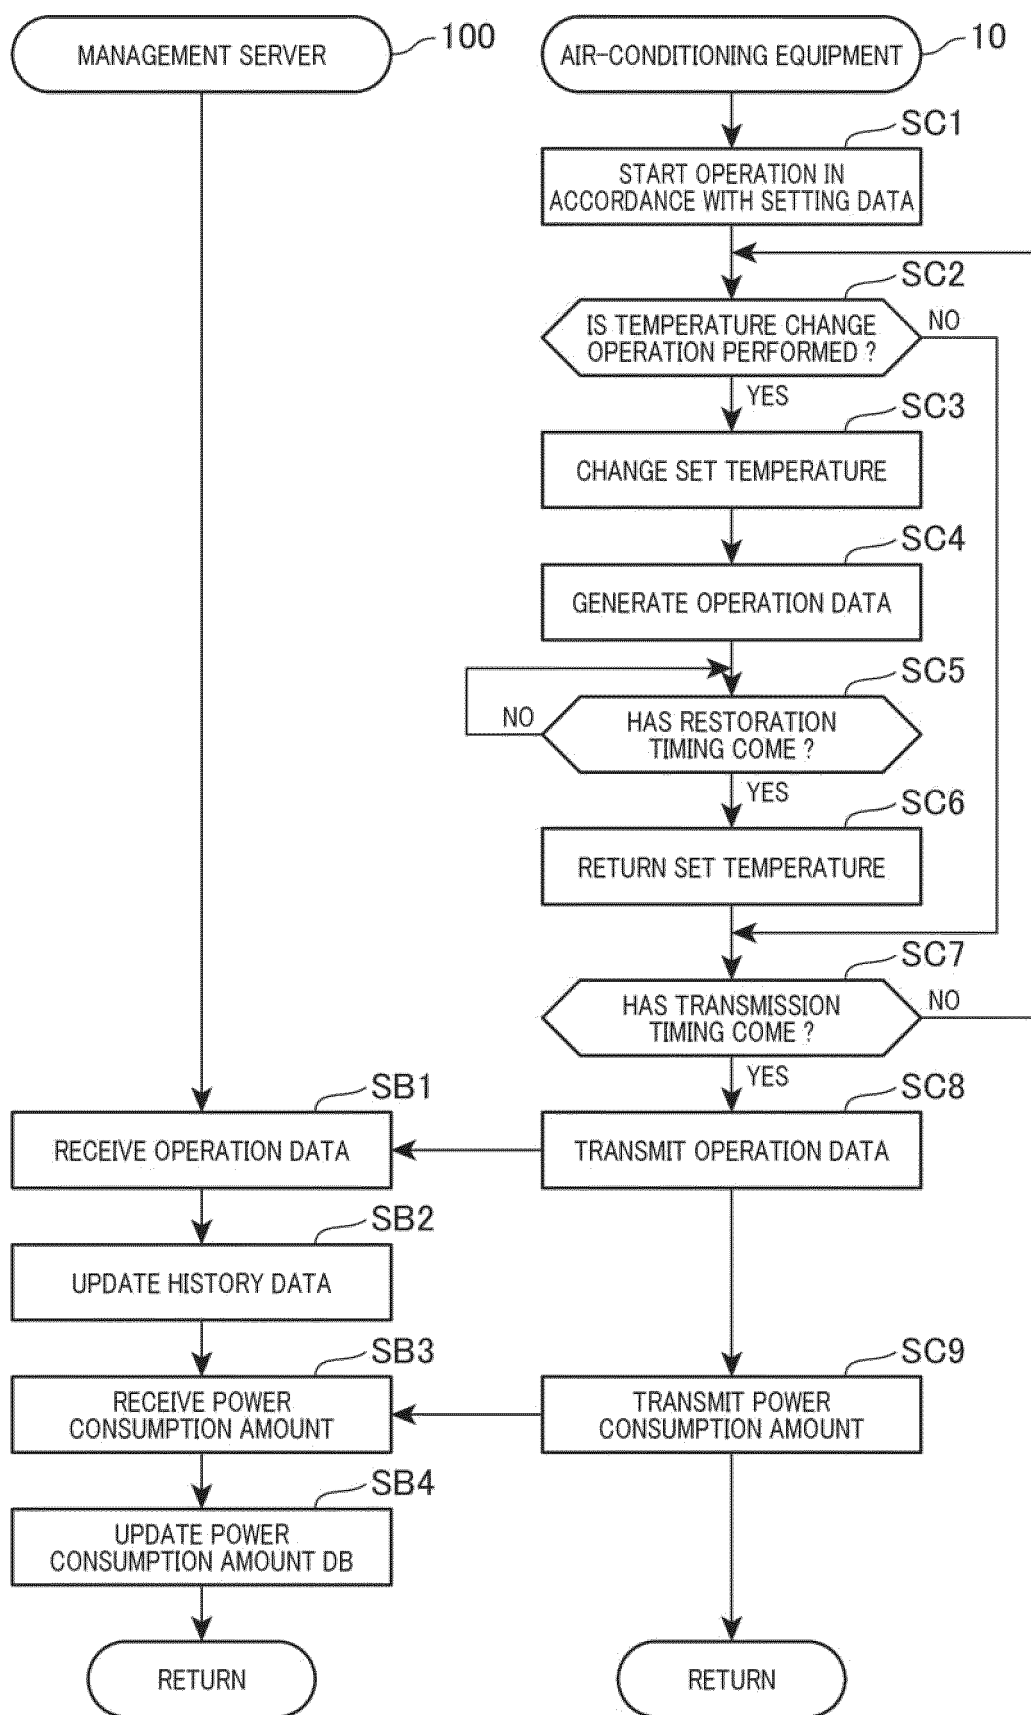 MANAGEMENT SERVER
100
AIR-CONDITIONING EQUIPMENT
10
SC1
START OPERATION IN
ACCORDANCE WITH SETTING DATA
SC2
IS TEMPERATURE CHANGE
OPERATION PERFORMED ?
NO
YES
SC3
CHANGE SET TEMPERATURE
SC4
GENERATE OPERATION DATA
SC5
HAS RESTORATION
TIMING COME ?
NO
YES
SC6
RETURN SET TEMPERATURE
SC7
HAS TRANSMISSION
TIMING COME ?
NO
YES
SB1
RECEIVE OPERATION DATA
SC8
TRANSMIT OPERATION DATA
SB2
UPDATE HISTORY DATA
SB3
RECEIVE POWER
CONSUMPTION AMOUNT
SC9
TRANSMIT POWER
CONSUMPTION AMOUNT
SB4
UPDATE POWER
CONSUMPTION AMOUNT DB
RETURN
RETURN